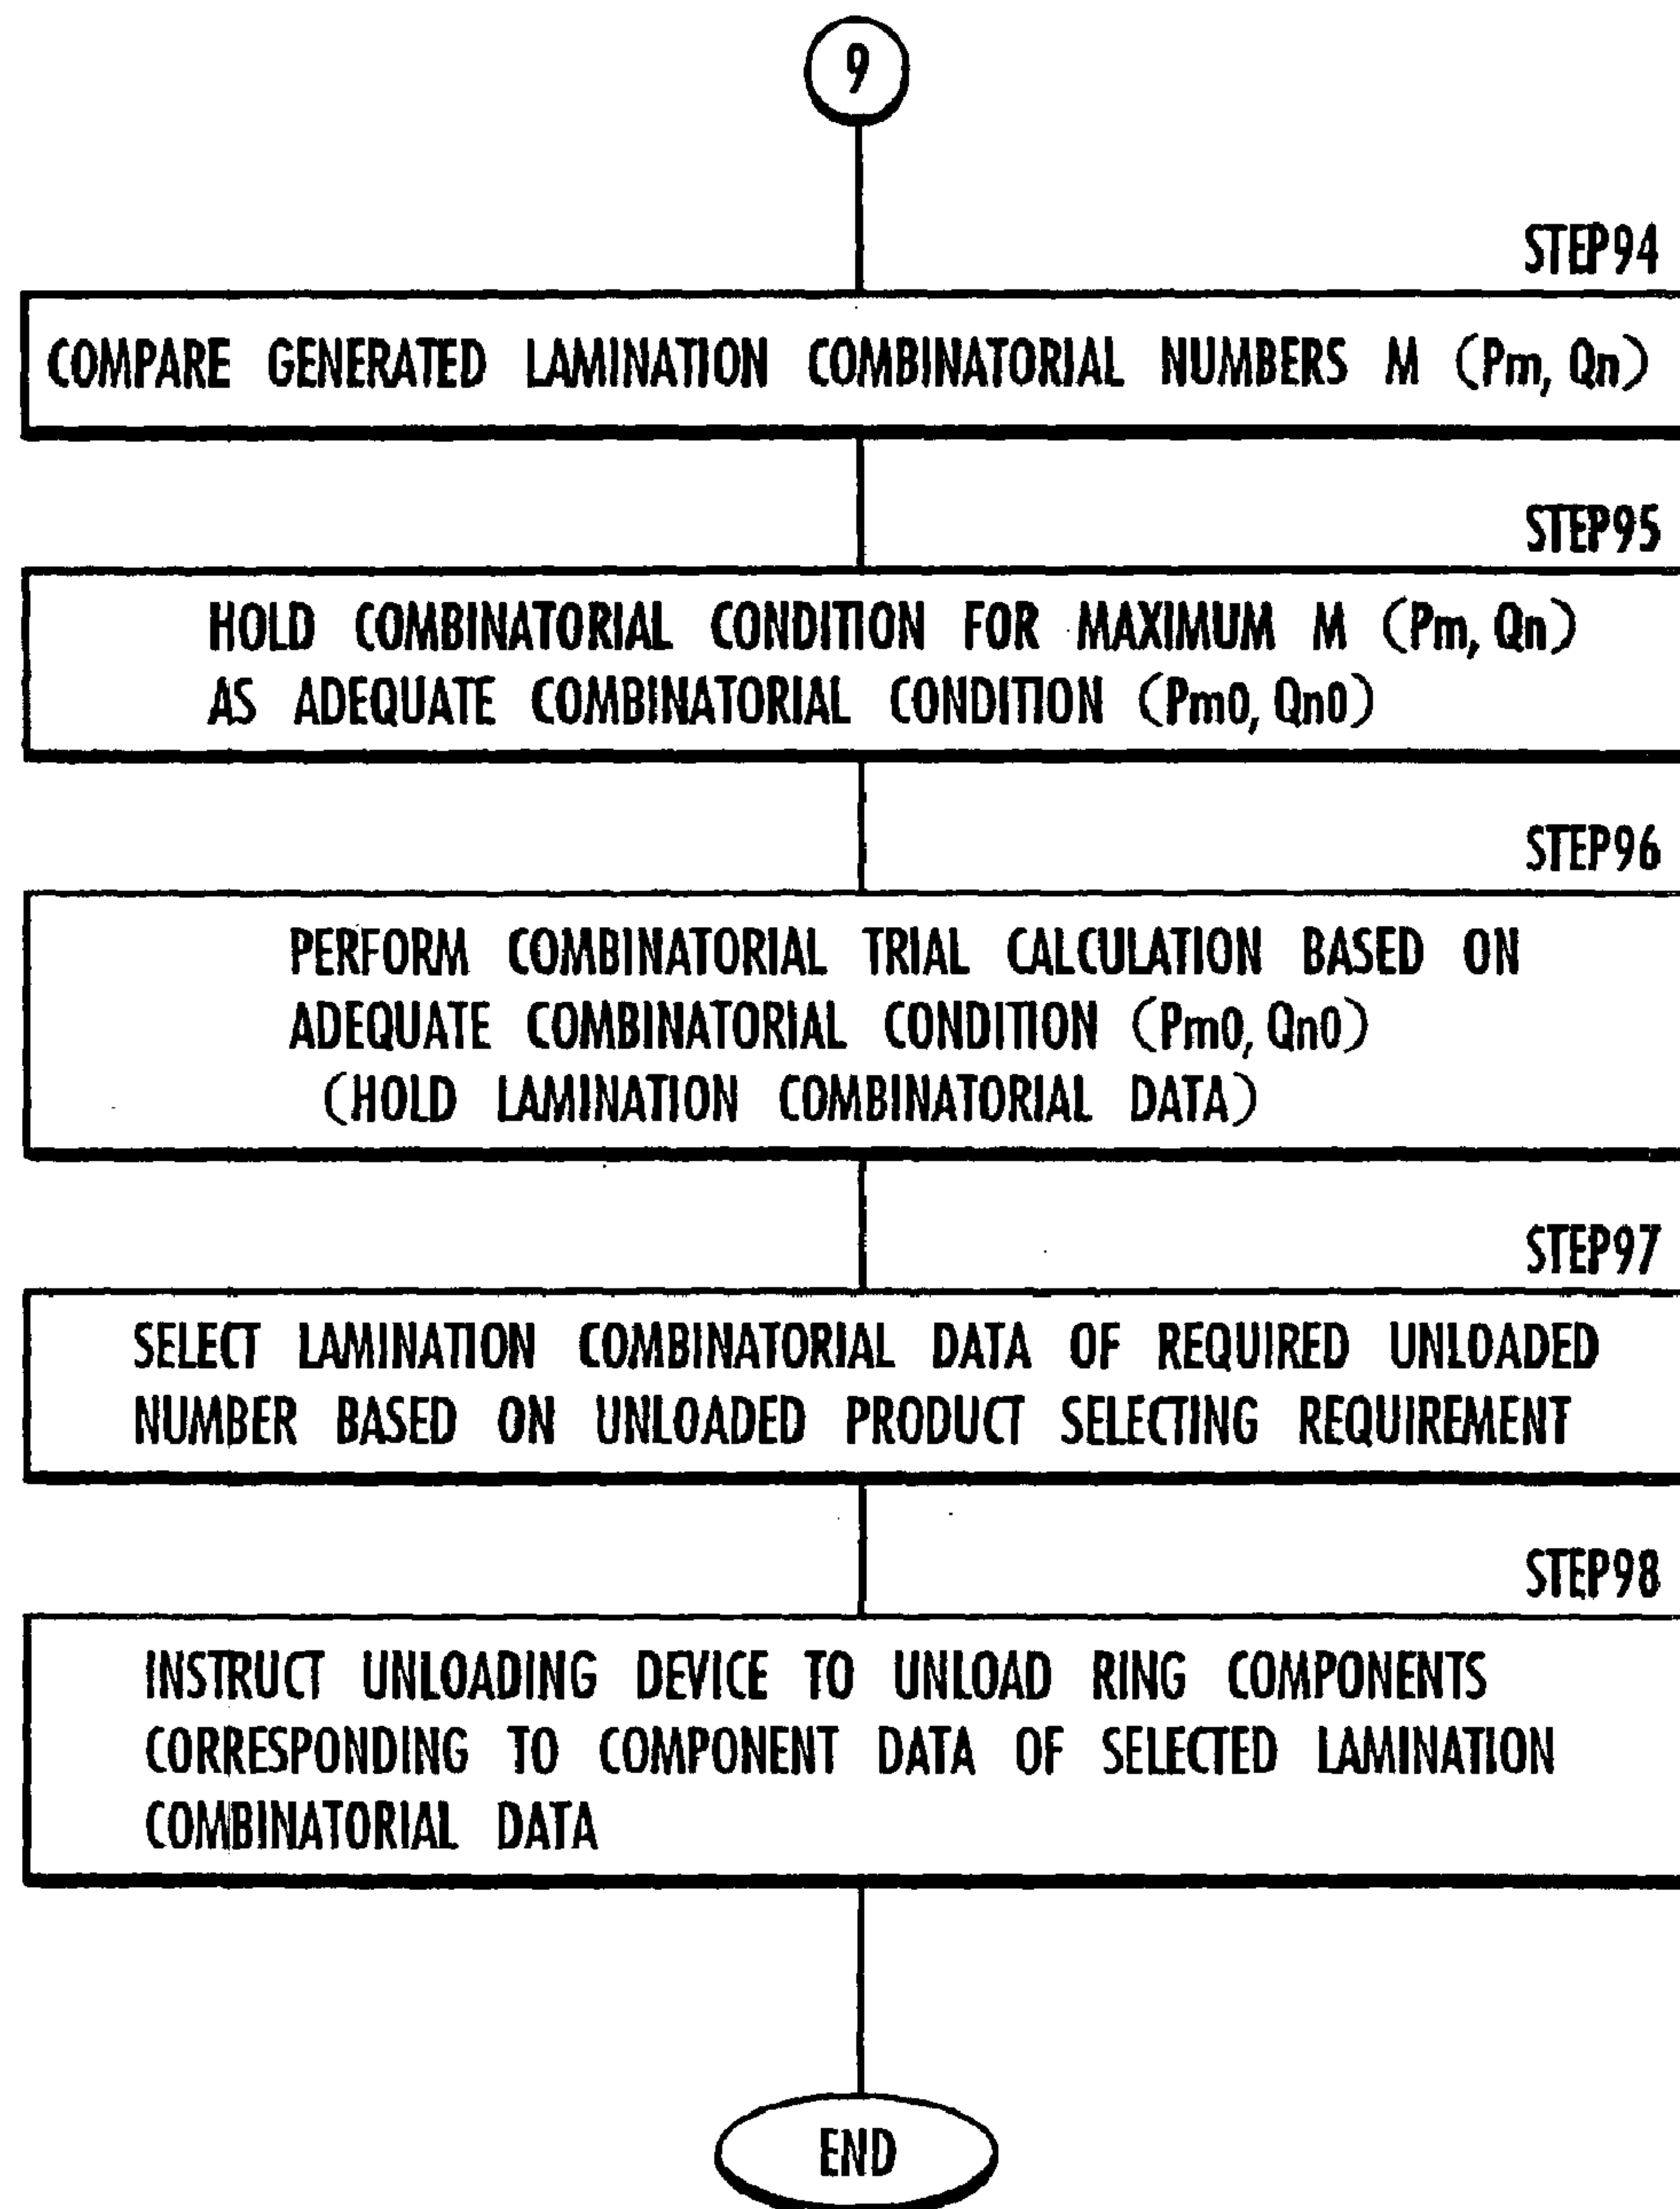 9
STEP94
COMPARE GENERATED LAMINATION COMBINATORIAL NUMBERS M (Pm, Qn)
STEP95
HOLD COMBINATORIAL CONDITION FOR MAXIMUM M (Pm, Qn)
AS ADEQUATE COMBINATORIAL CONDITION (Pm0, Qn0)
STEP96
PERFORM COMBINATORIAL TRIAL CALCULATION BASED ON
ADEQUATE COMBINATORIAL CONDITION (Pm0, Qn0)
(HOLD LAMINATION COMBINATORIAL DATA)
STEP97
SELECT LAMINATION COMBINATORIAL DATA OF REQUIRED UNLOADED
NUMBER BASED ON UNLOADED PRODUCT SELECTING REQUIREMENT
STEP98
INSTRUCT UNLOADING DEVICE TO UNLOAD RING COMPONENTS
CORRESPONDING TO COMPONENT DATA OF SELECTED LAMINATION
COMBINATORIAL DATA
END